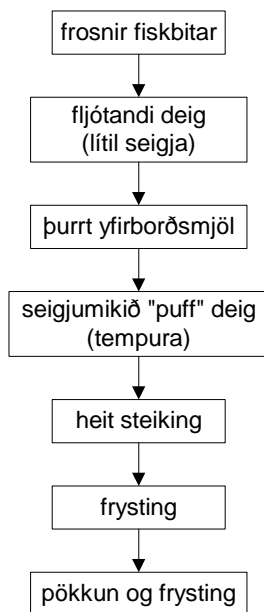 frosnir fiskbitar
fljótandi deig
(lítil seigja)
þurrt yfirborðsmjöl
seigjumikið "puff" deig
(tempura)
heit steiking
frysting
pökkun og frysting